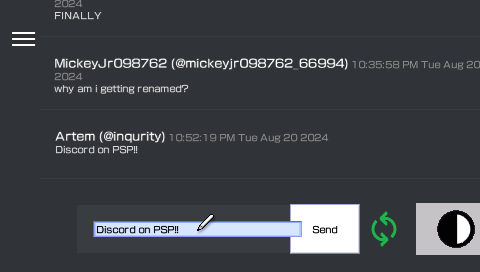 2024
FINALLY
MickeyJr098762 (@mickeyjr098762_66994) 10:35:58 PM Tue Aug 20
2024
why am i getting renamed?
Artem (@inqurity) 10:52:19 PM Tue Aug 20 2024
Discord on PSP!!
Discord on PSP!!
Send